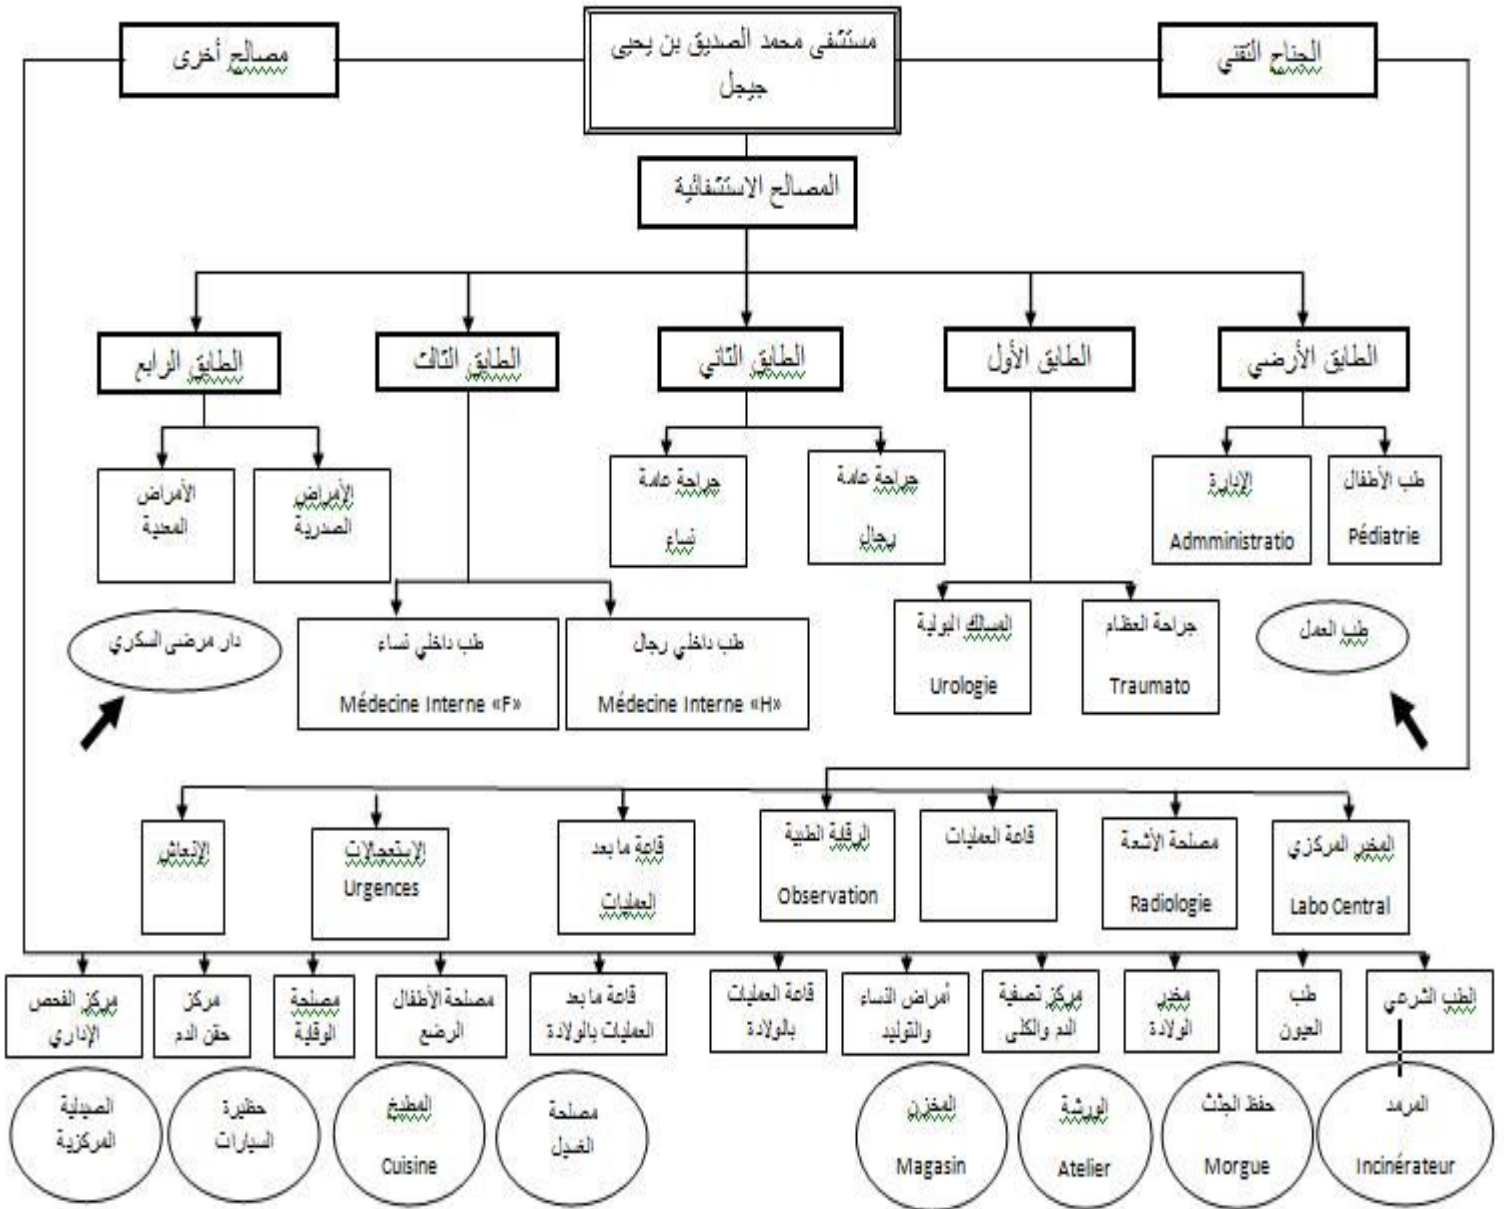 مستشفى محمد الصديق بن يحيى
جيجل
الجناح التقني
مصالح أخرى
المصالح الاستشفائية
الطابق الأرضي
الطابق الأول
الطابق الثاني
الطابق الثالث
الطابق الرابع
طب الأطفال
Pédiatrie
الإدارة
Admministratio
جراحة عامة
رجال
جراحة عامة
نساء
الأمراض
الصدرية
الأمراض
المعدية
طب العمل
جراحة العظام
Traumato
المسالك البولية
Urologie
طب داخلي رجال
Médecine Interne «H»
طب داخلي نساء
Médecine Interne «F»
دار مرضى السكري
المخبر المركزي
Labo Central
مصلحة الأشعة
Radiologie
قاعة العمليات
الرقابة الطبية
Observation
قاعة ما بعد
العمليات
الإستعجالات
Urgences
الإنعاش
الطب الشرعي
طب
العيون
مخبر
الولادة
مركز تصفية
الدم والكلى
أمراض النساء
والتوليد
قاعة العمليات
بالولادة
قاعة ما بعد
العمليات بالولادة
مصلحة الأطفال
الرضع
مصلحة
الوقاية
مركز
حقن الدم
مركز الفحص
الإداري
المرمد
Incinérateur
حفظ الجثث
Morgue
الورشة
Atelier
المخزن
Magasin
مصلحة
الغسيل
المطبخ
Cuisine
حظيرة
السيارات
الصيدلية
المركزية